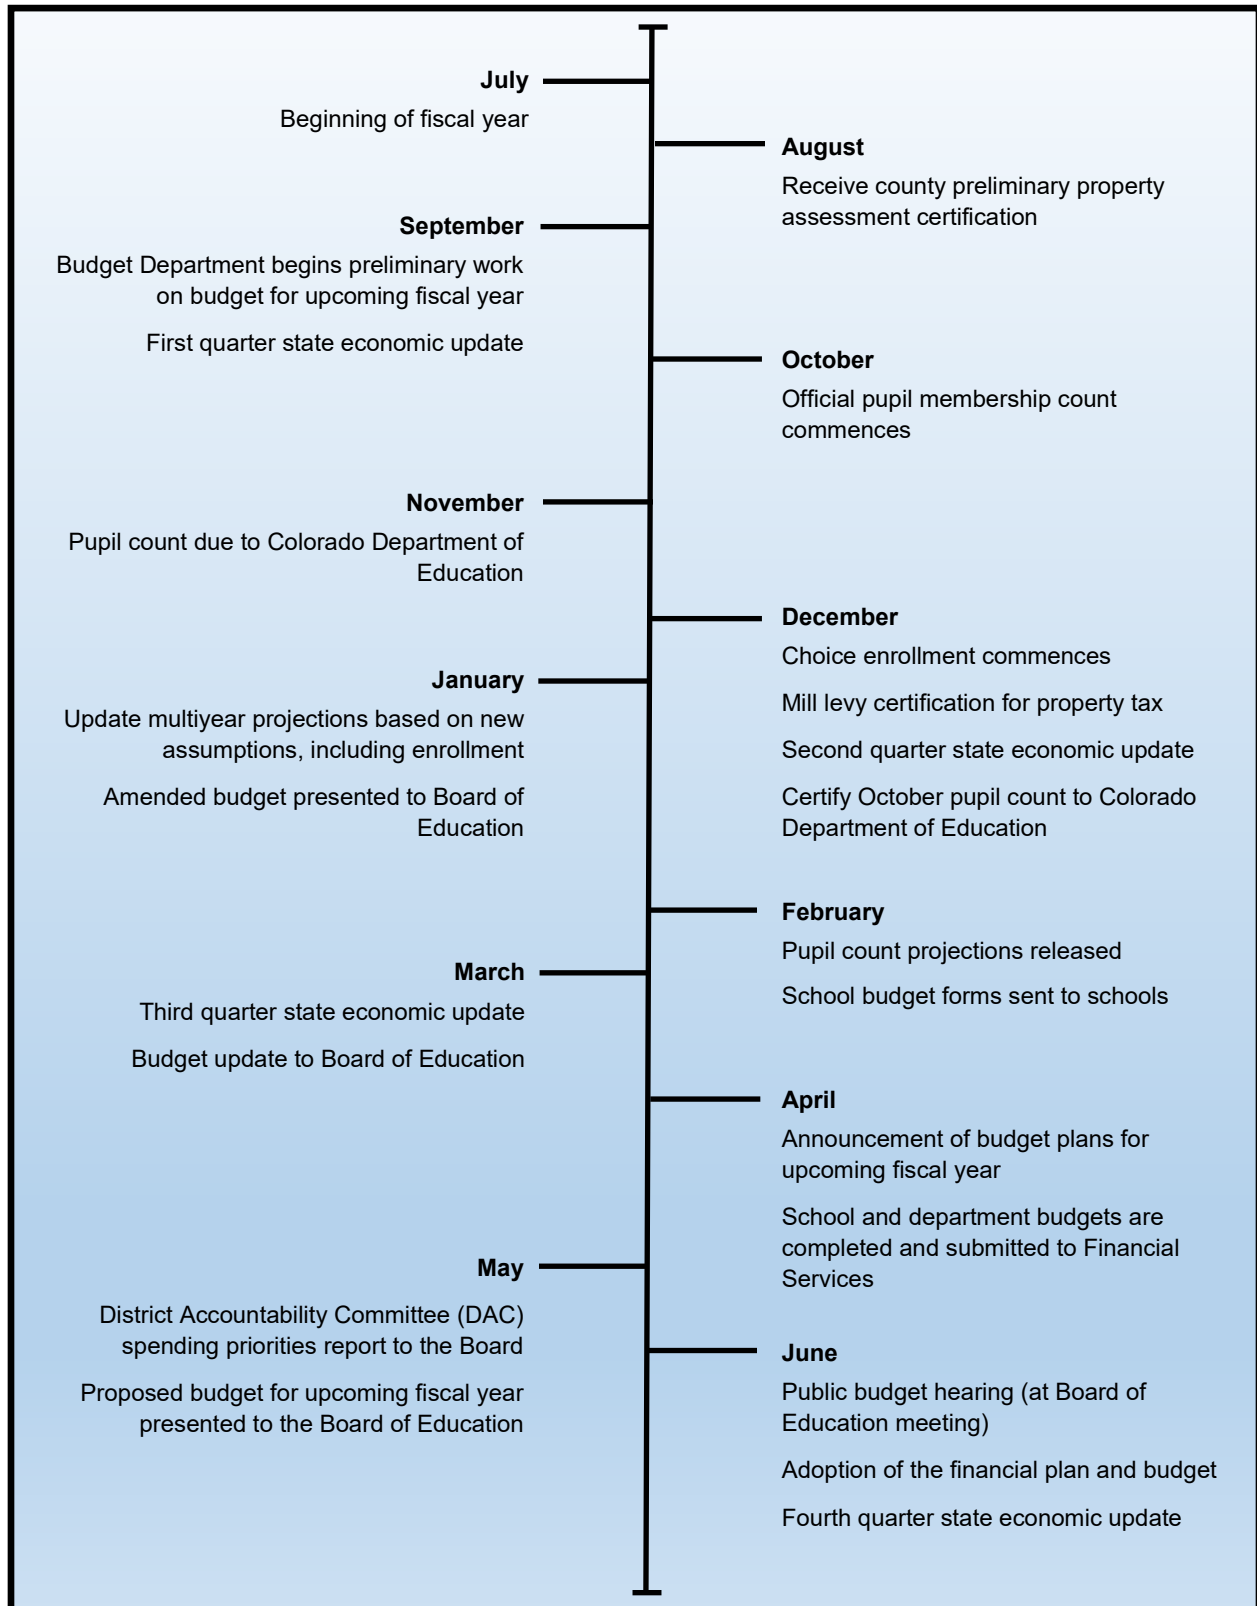 July
Beginning of fiscal year
August
Receive county preliminary property
assessment certification
September
Budget Department begins preliminary work
on budget for upcoming fiscal year
First quarter state economic update
October
Official pupil membership count
commences
November
Pupil count due to Colorado Department of
Education
December
Choice enrollment commences
Mill levy certification for property tax
Second quarter state economic update
Certify October pupil count to Colorado
Department of Education
January
Update multiyear projections based on new
assumptions, including enrollment
Amended budget presented to Board of
Education
February
Pupil count projections released
School budget forms sent to schools
March
Third quarter state economic update
Budget update to Board of Education
April
Announcement of budget plans for
upcoming fiscal year
School and department budgets are
completed and submitted to Financial
Services
May
District Accountability Committee (DAC)
spending priorities report to the Board
Proposed budget for upcoming fiscal year
presented to the Board of Education
June
Public budget hearing (at Board of
Education meeting)
Adoption of the financial plan and budget
Fourth quarter state economic update